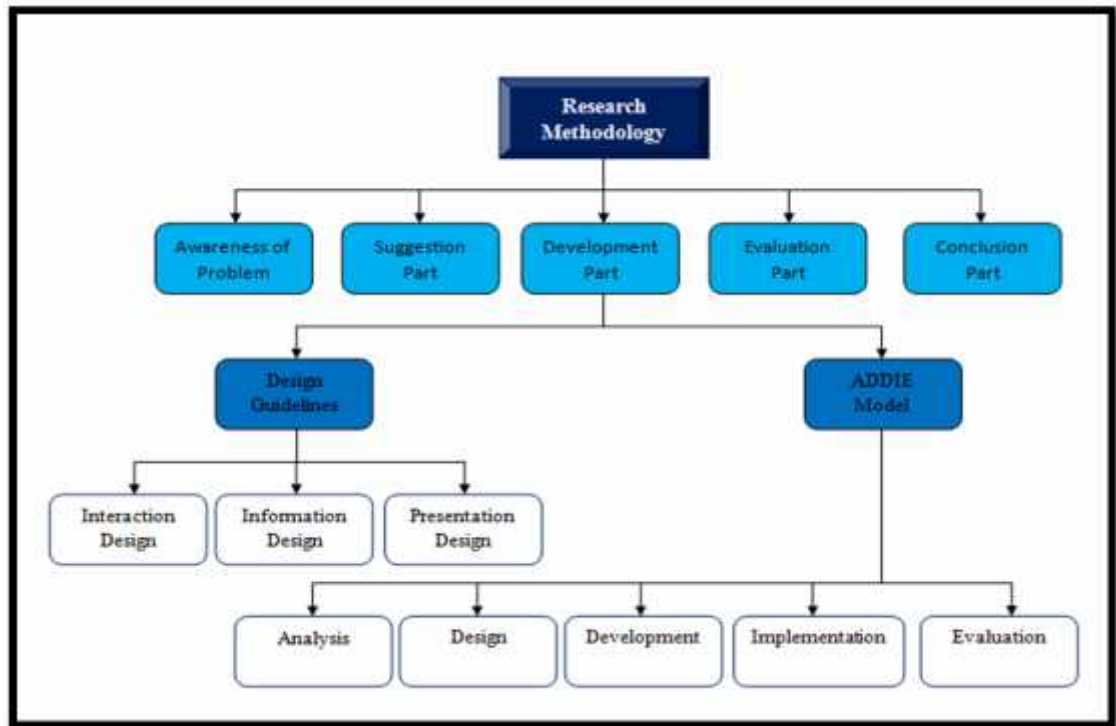 Research
Methodology
Awareness of
Problem
Suggestion
Part
Development
Part
Evaluation
Part
Conclusion
Part
Design
Guidelines
ADDIE
Model
Interaction
Design
Information
Design
Presentation
Design
Analysis
Design
Development
Implementation
Evaluation